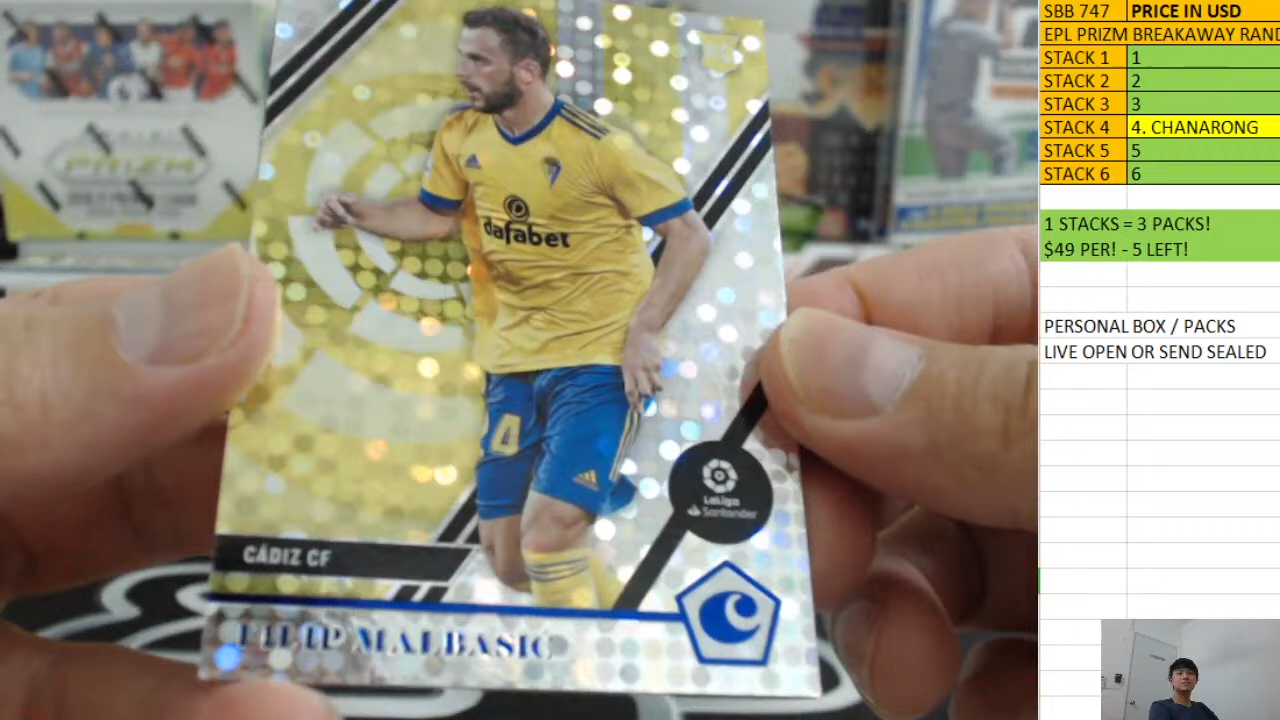 SBB 747 PRICE IN USD
EPL PRIZM BREAKAWAY RAND
STACK 1 1
STACK 2 2
STACK 3 3
STACK 4 4. CHANARONG
STACK 5 5
STACK 6 6
1 STACKS = 3 PACKS!
$49 PER! - 5 LEFT!
PERSONAL BOX / PACKS
LIVE OPEN OR SEND SEALED
PRIZM
dafabet
4
LaLiga
Santander
CÁDIZ CF
C
FILIP MALBASIC